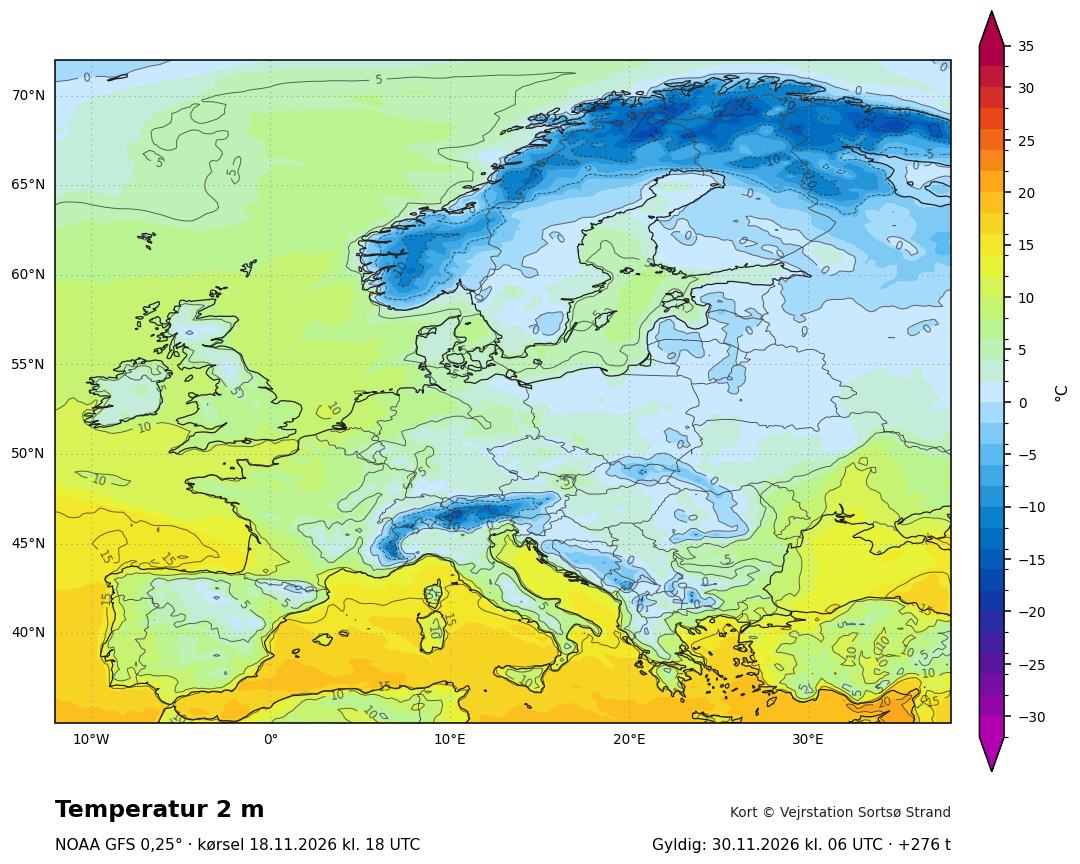 70°N
65°N
60°N
55°N
50°N
45°N
40°N
10°W 0° 10°E 20°E 30°E
35
30
25
20
15
10
5
0
−5
−10
−15
−20
−25
−30
°C
Temperatur 2 m
Kort © Vejrstation Sortsø Strand
NOAA GFS 0,25° · kørsel 18.11.2026 kl. 18 UTC
Gyldig: 30.11.2026 kl. 06 UTC · +276 t